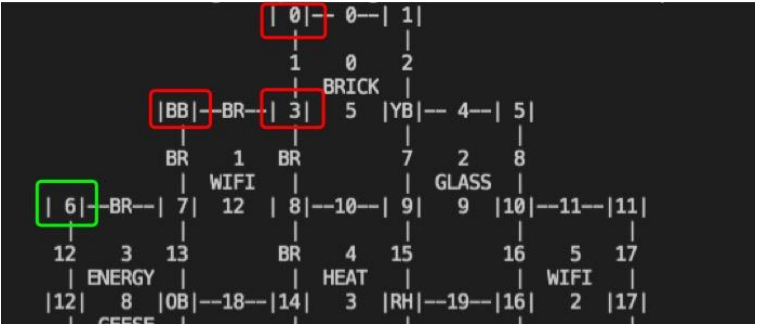 | 0|-- 0--| 1|
| |
1 0 2
| BRICK |
|BB|--BR--| 3| 5 |YB|-- 4--| 5|
| | | |
BR 1 BR 7 2 8
| WIFI | | GLASS |
| 6|--BR--| 7| 12 | 8|--10--| 9| 9 |10|--11--|11|
| | | | | |
12 3 13 BR 4 15 16 5 17
| ENERGY | | HEAT | | WIFI |
|12| 8 |OB|--18--|14| 3 |RH|--19--|16| 2 |17|
| GEESE | | | | |